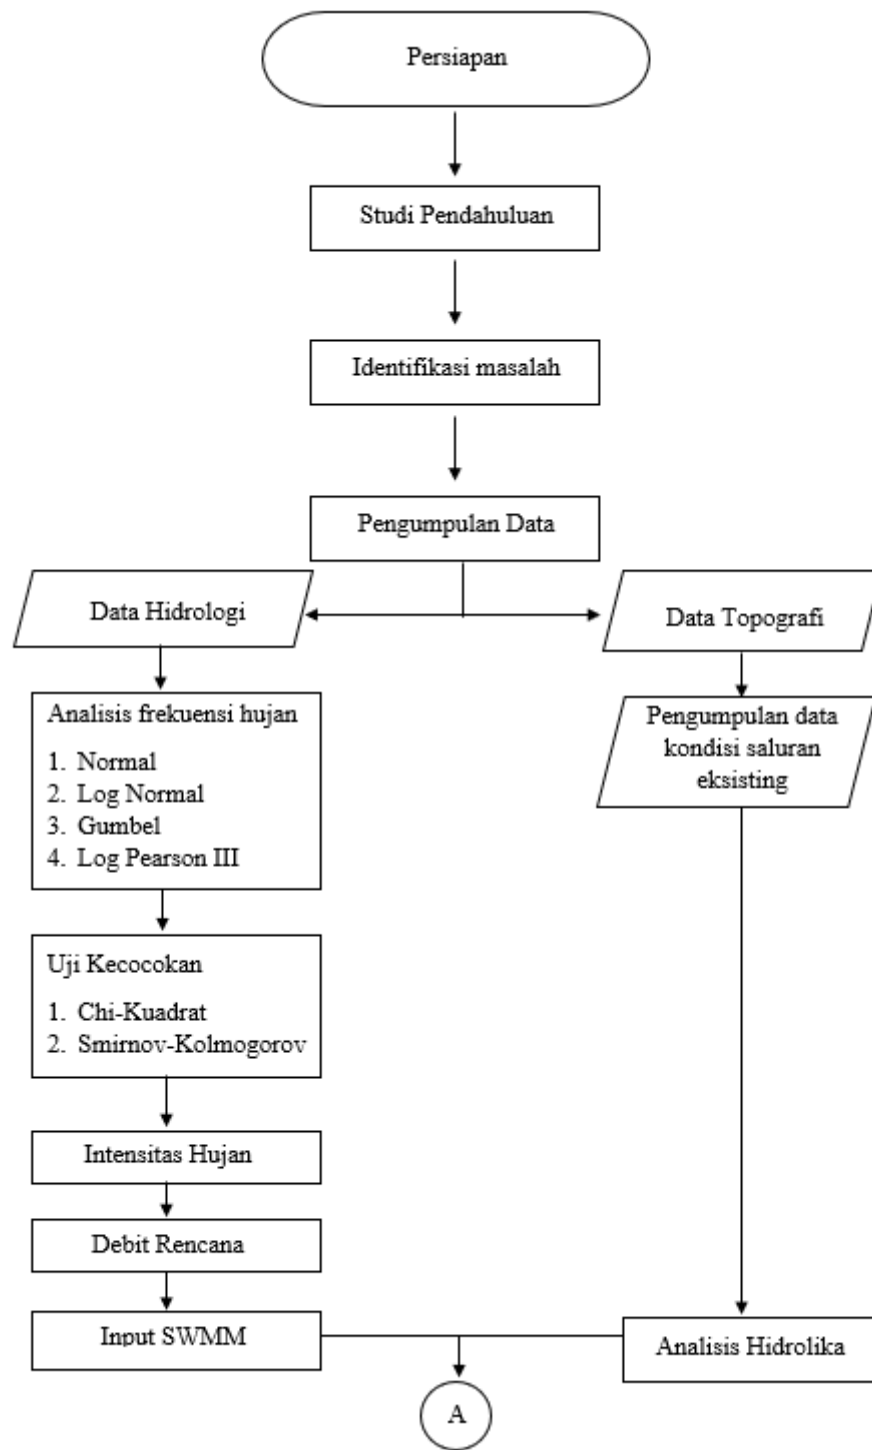 Persiapan
Studi Pendahuluan
Identifikasi masalah
Pengumpulan Data
Data Hidrologi
Data Topografi
Analisis frekuensi hujan
1. Normal
2. Log Normal
3. Gumbel
4. Log Pearson III
Pengumpulan data
kondisi saluran
eksisting
Uji Kecocokan
1. Chi-Kuadrat
2. Smirnov-Kolmogorov
Intensitas Hujan
Debit Rencana
Input SWMM
Analisis Hidrolika
A